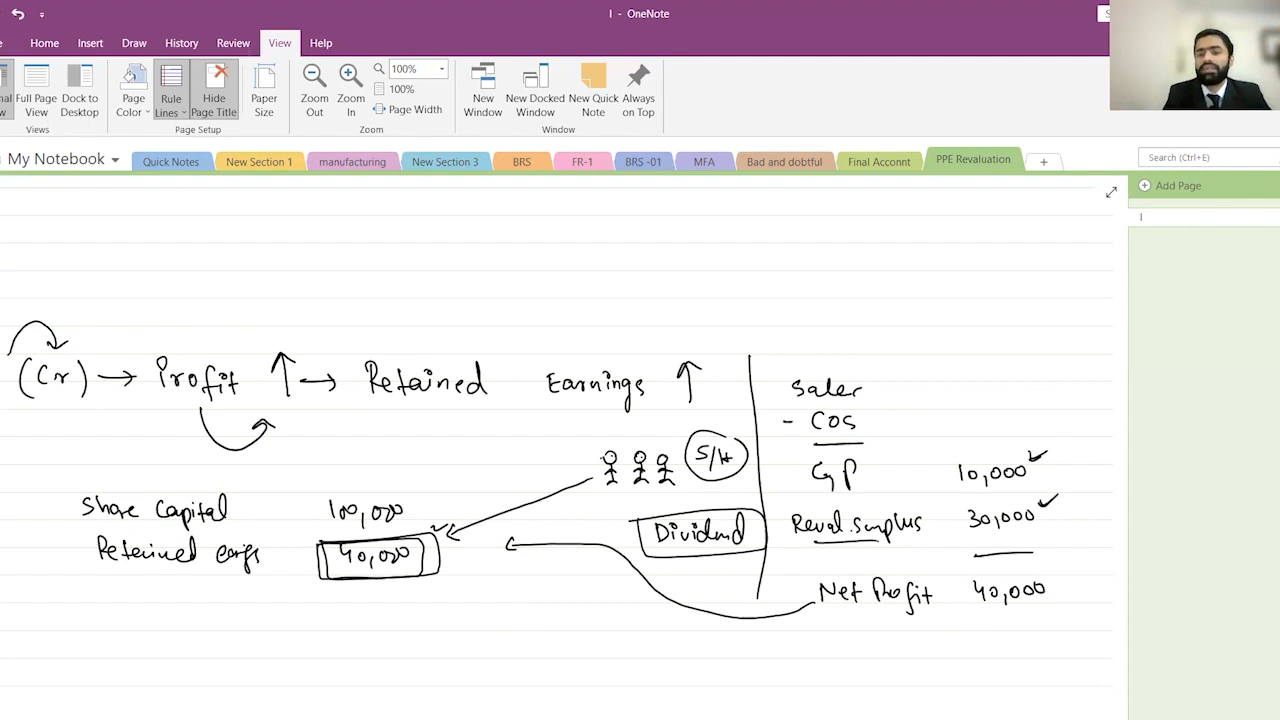 I - OneNote
S
Home Insert Draw History Review View Help
100%
100%
Page Width
Full Page View
Dock to Desktop
Page Color
Rule Lines
Hide Page Title
Paper Size
Zoom Out
Zoom In
New Window
New Docked Window
New Quick Note
Always on Top
Views Page Setup Zoom Window
My Notebook Quick Notes New Section 1 manufacturing New Section 3 BRS FR-1 BRS -01 MFA Bad and dobtful Final Acconnt PPE Revaluation +
Search (Ctrl+E)
Add Page
I
(Cr) → Profit ↑ → Retained Earnings ↑
S/H
Share Capital 100,000
Retained earigs 40,000
Dividend
Sales
- COS
GP 10,000
Reval.surplus 30,000
Net Profit 40,000